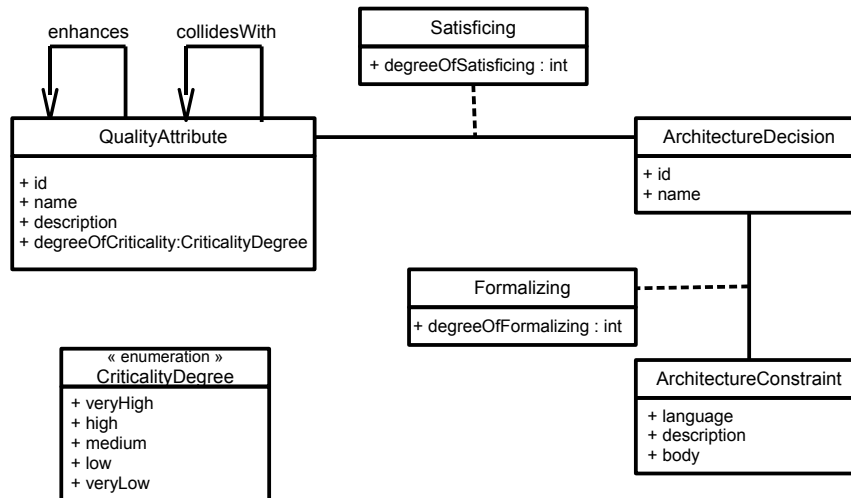 enhances
collidesWith
Satisficing
+ degreeOfSatisficing : int
QualityAttribute
+ id
+ name
+ description
+ degreeOfCriticality:CriticalityDegree
ArchitectureDecision
+ id
+ name
Formalizing
+ degreeOfFormalizing : int
« enumeration »
CriticalityDegree
+ veryHigh
+ high
+ medium
+ low
+ veryLow
ArchitectureConstraint
+ language
+ description
+ body